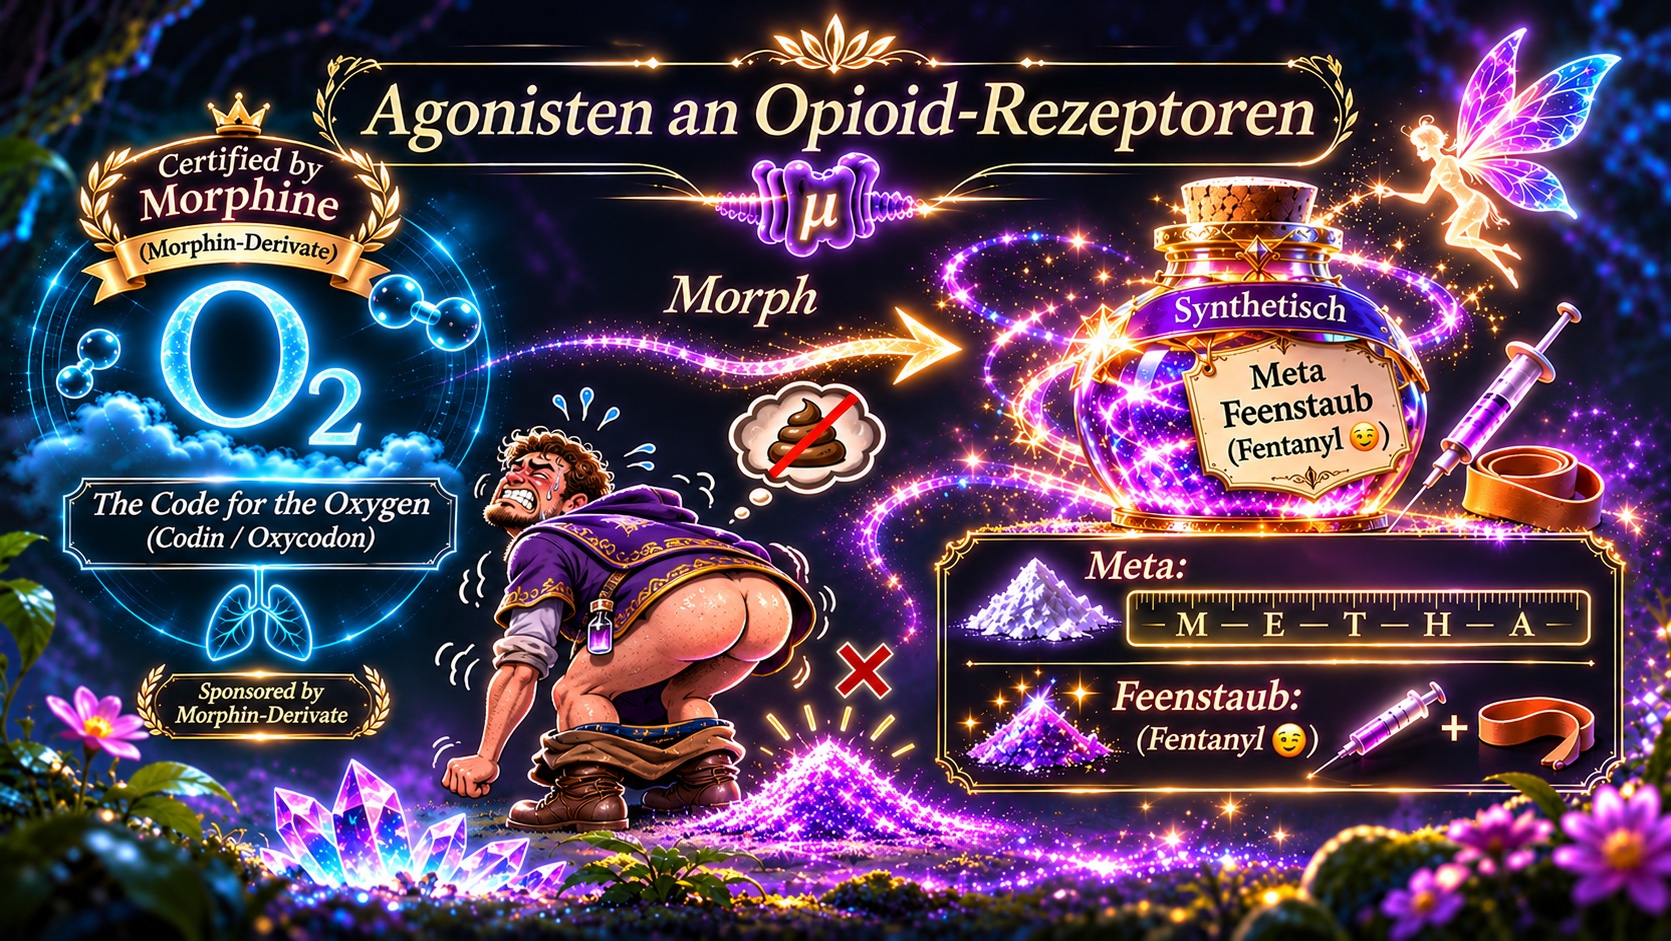 Agonisten an Opioid-Rezeptoren
μ
Certified by
Morphine
(Morphin-Derivate)
O2
The Code for the Oxygen
(Codin / Oxycodon)
Sponsored by
Morphin-Derivate
Morph
Synthetisch
Meta
Feenstaub
(Fentanyl 😉)
Meta:
M — E — T — H — A
Feenstaub:
(Fentanyl 😉)
+